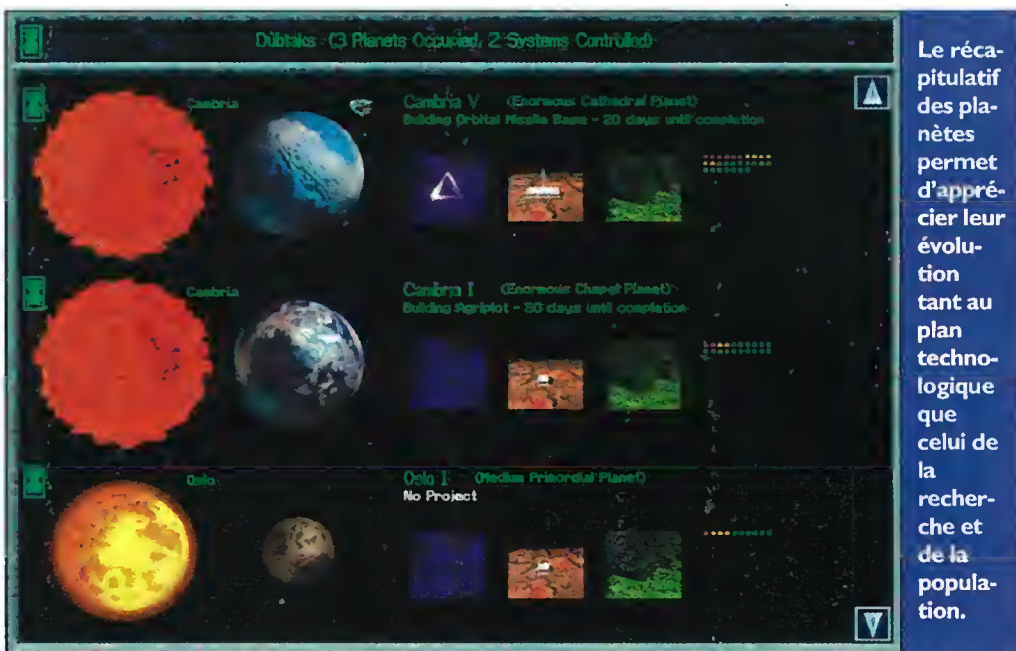 Dübtaks (3 Planets Occupied, 2 Systems Controlled)
Cambria
Cambria V (Enormous Cathedral Planet)
Building Orbital Missile Base - 20 days until completion
Cambria
Cambria I (Enormous Chapel Planet)
Building Agriplot - 30 days until completion
Oslo
Oslo I (Medium Primordial Planet)
No Project
Le réca-
pitulatif
des pla-
nètes
permet
d'appré-
cier leur
évolu-
tion
tant au
plan
techno-
logique
que
celui de
la
recher-
che et
de la
popula-
tion.